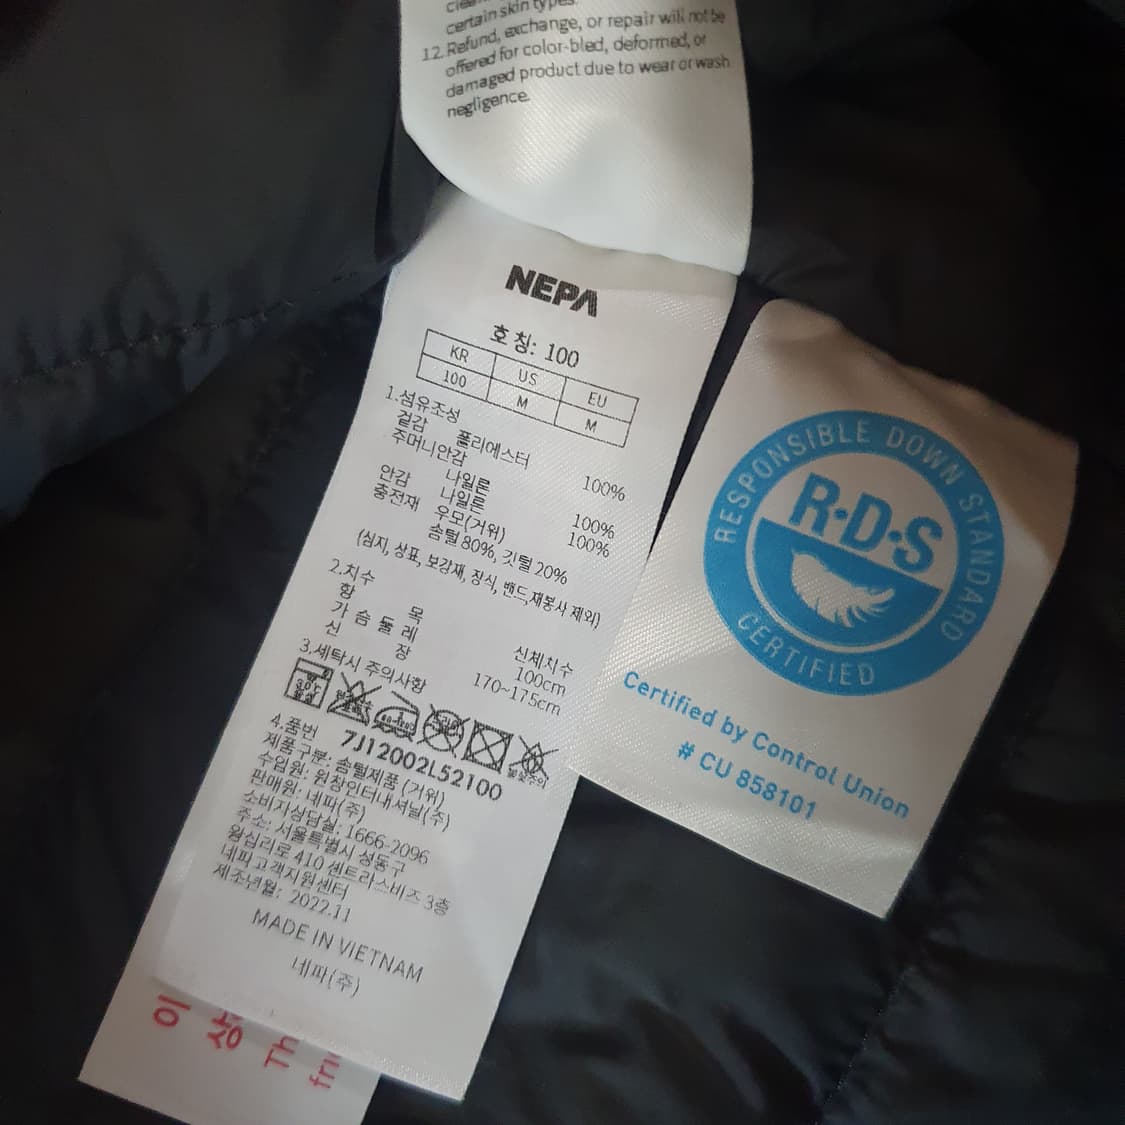 certain skin types.
12. Refund, exchange, or repair will not be
offered for color-bled, deformed, or
damaged product due to wear or wash
negligence.
NEPA
호 칭: 100
KR US EU
100 M M
1.섬유조성
겉감 폴리에스터 100%
주머니안감
나일론 100%
안감 나일론 100%
충전재 우모(거위)
솜털 80%, 깃털 20%
(심지, 상표, 보강재, 장식, 밴드,재봉사 제외)
2.치수
항 목 신체치수
가 슴 둘 레 100cm
신 장 170~175cm
3.세탁시 주의사항
불꽃주의
4.품번 7J12002L52100
제품구분: 솜털제품 (거위)
수입원: 원창인터내셔널(주)
판매원: 네파(주)
소비자상담실: 1666-2096
주소: 서울특별시 성동구
왕십리로 410 센트라스비즈 3층
네파고객지원센터
제조년월: 2022.11
MADE IN VIETNAM
네파(주)
RESPONSIBLE DOWN STANDARD
R·D·S
CERTIFIED
Certified by Control Union
# CU 858101
이
상
Th